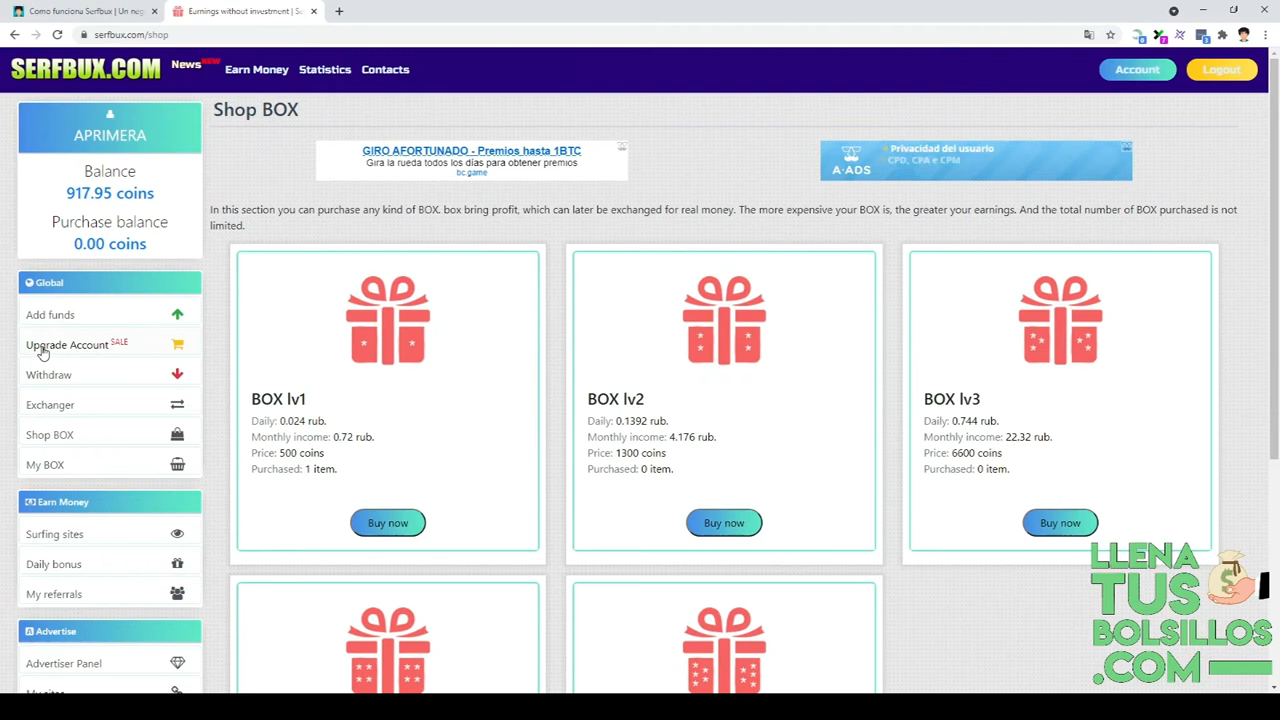 Como funciona Serfbux | Un neg
Earnings without investment | Se
serfbux.com/shop
SERFBUX.COM
News NEW
Earn Money
Statistics
Contacts
Account
Logout
APRIMERA
Balance
917.95 coins
Purchase balance
0.00 coins
Global
Add funds
Upgrade Account SALE
Withdraw
Exchanger
Shop BOX
My BOX
Earn Money
Surfing sites
Daily bonus
My referrals
Advertise
Advertiser Panel
My sites
Shop BOX
GIRO AFORTUNADO - Premios hasta 1BTC
Gira la rueda todos los días para obtener premios
bc.game
A-ADS
Privacidad del usuario
CPD, CPA e CPM
In this section you can purchase any kind of BOX. box bring profit, which can later be exchanged for real money. The more expensive your BOX is, the greater your earnings. And the total number of BOX purchased is not
limited.
BOX lv1
Daily: 0.024 rub.
Monthly income: 0.72 rub.
Price: 500 coins
Purchased: 1 item.
Buy now
BOX lv2
Daily: 0.1392 rub.
Monthly income: 4.176 rub.
Price: 1300 coins
Purchased: 0 item.
Buy now
BOX lv3
Daily: 0.744 rub.
Monthly income: 22.32 rub.
Price: 6600 coins
Purchased: 0 item.
Buy now
LLENA
TUS
BOLSILLOS
.COM